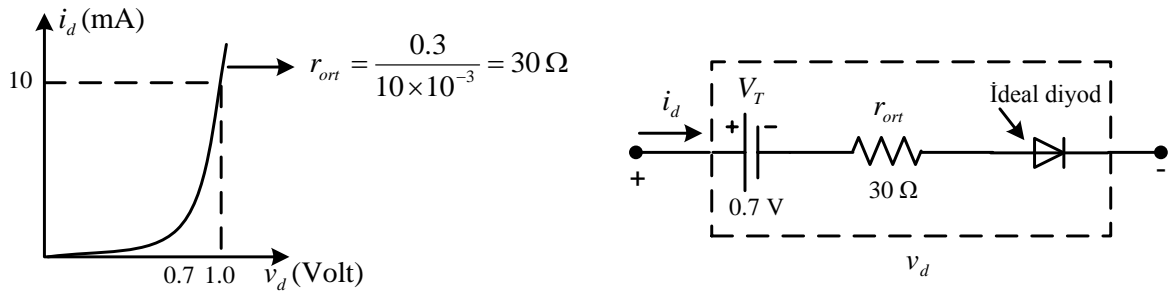 i_d (mA)
10
0.7 1.0
v_d (Volt)
r_ort = 0.3 / 10×10⁻³ = 30 Ω
i_d
V_T
+ −
0.7 V
r_ort
30 Ω
İdeal diyod
+
-
v_d